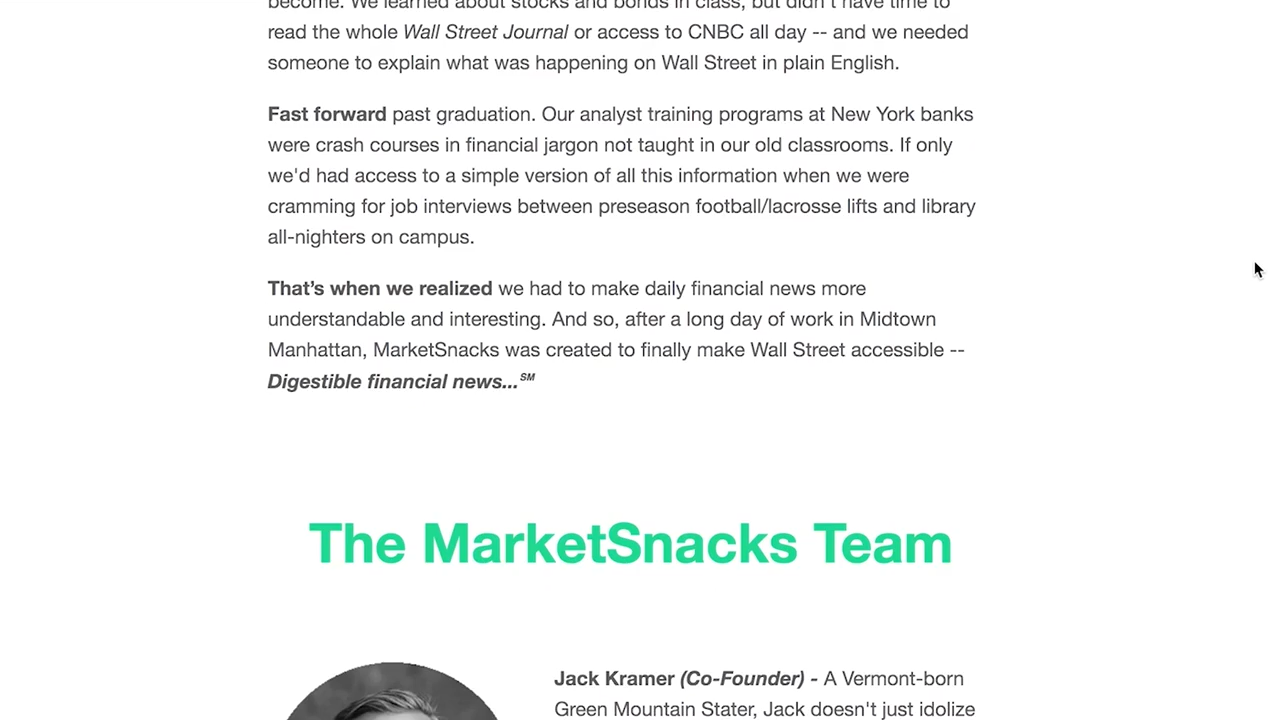 become. We learned about stocks and bonds in class, but didn't have time to
read the whole Wall Street Journal or access to CNBC all day -- and we needed
someone to explain what was happening on Wall Street in plain English.
Fast forward past graduation. Our analyst training programs at New York banks
were crash courses in financial jargon not taught in our old classrooms. If only
we'd had access to a simple version of all this information when we were
cramming for job interviews between preseason football/lacrosse lifts and library
all-nighters on campus.
That’s when we realized we had to make daily financial news more
understandable and interesting. And so, after a long day of work in Midtown
Manhattan, MarketSnacks was created to finally make Wall Street accessible --
Digestible financial news...℠
The MarketSnacks Team
Jack Kramer (Co-Founder) - A Vermont-born
Green Mountain Stater, Jack doesn't just idolize